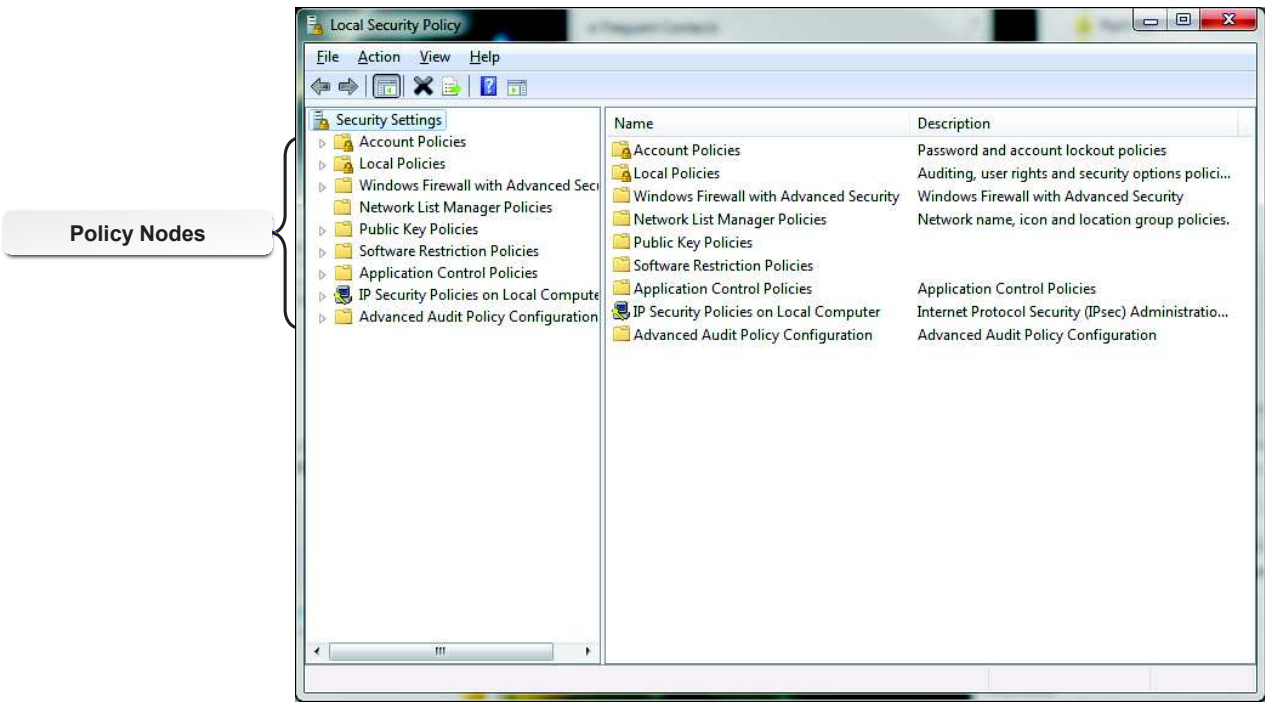 Local Security Policy
File Action View Help
Security Settings
Account Policies
Local Policies
Windows Firewall with Advanced Secu
Network List Manager Policies
Public Key Policies
Software Restriction Policies
Application Control Policies
IP Security Policies on Local Compute
Advanced Audit Policy Configuration
Policy Nodes
Name Description
Account Policies Password and account lockout policies
Local Policies Auditing, user rights and security options polici...
Windows Firewall with Advanced Security Windows Firewall with Advanced Security
Network List Manager Policies Network name, icon and location group policies.
Public Key Policies
Software Restriction Policies
Application Control Policies Application Control Policies
IP Security Policies on Local Computer Internet Protocol Security (IPsec) Administratio...
Advanced Audit Policy Configuration Advanced Audit Policy Configuration